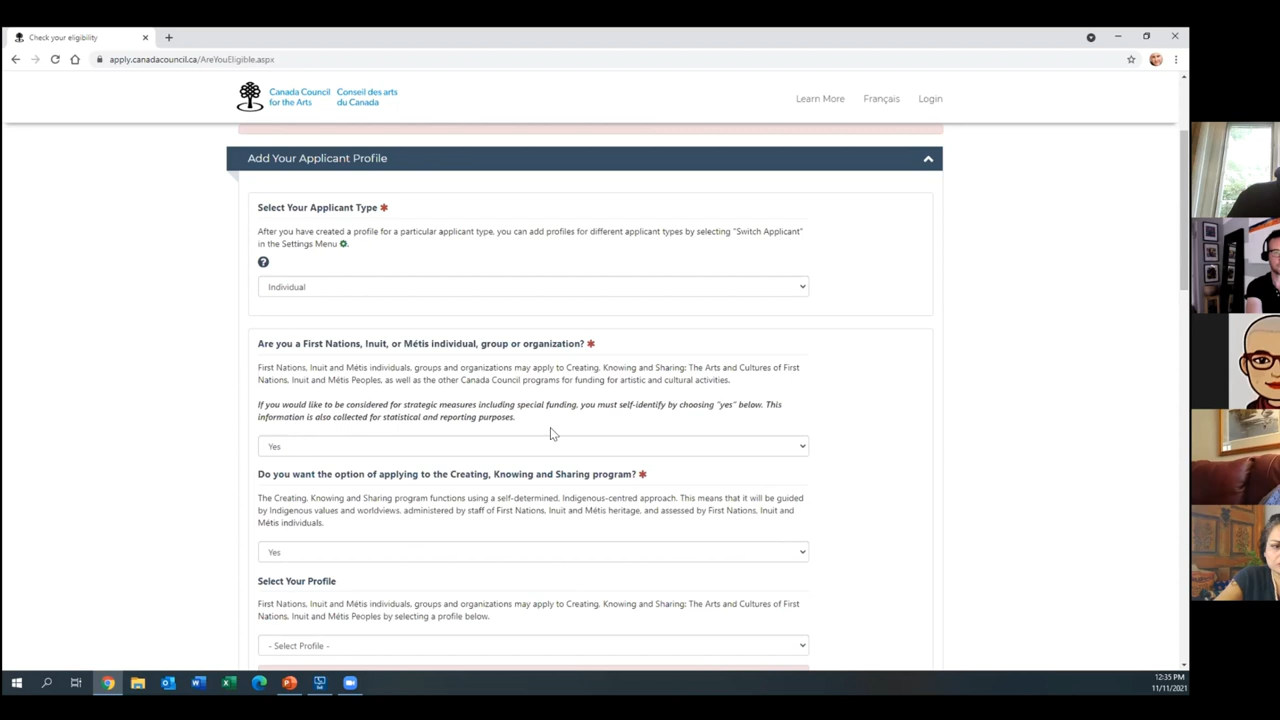 Check your eligibility
apply.canadacouncil.ca/AreYouEligible.aspx
Canada Council for the Arts
Conseil des arts du Canada
Learn More
Français
Login
Add Your Applicant Profile
Select Your Applicant Type *
After you have created a profile for a particular applicant type, you can add profiles for different applicant types by selecting "Switch Applicant"
in the Settings Menu
?
Individual
Are you a First Nations, Inuit, or Métis individual, group or organization? *
First Nations, Inuit and Métis individuals, groups and organizations may apply to Creating, Knowing and Sharing: The Arts and Cultures of First
Nations, Inuit and Métis Peoples, as well as the other Canada Council programs for funding for artistic and cultural activities.
If you would like to be considered for strategic measures including special funding, you must self-identify by choosing "yes" below. This
information is also collected for statistical and reporting purposes.
Yes
Do you want the option of applying to the Creating, Knowing and Sharing program? *
The Creating, Knowing and Sharing program functions using a self-determined, Indigenous-centred approach. This means that it will be guided
by Indigenous values and worldviews, administered by staff of First Nations, Inuit and Métis heritage, and assessed by First Nations, Inuit and
Métis individuals.
Yes
Select Your Profile
First Nations, Inuit and Métis individuals, groups and organizations may apply to Creating, Knowing and Sharing: The Arts and Cultures of First
Nations, Inuit and Métis Peoples by selecting a profile below.
- Select Profile -
12:35 PM
11/11/2021